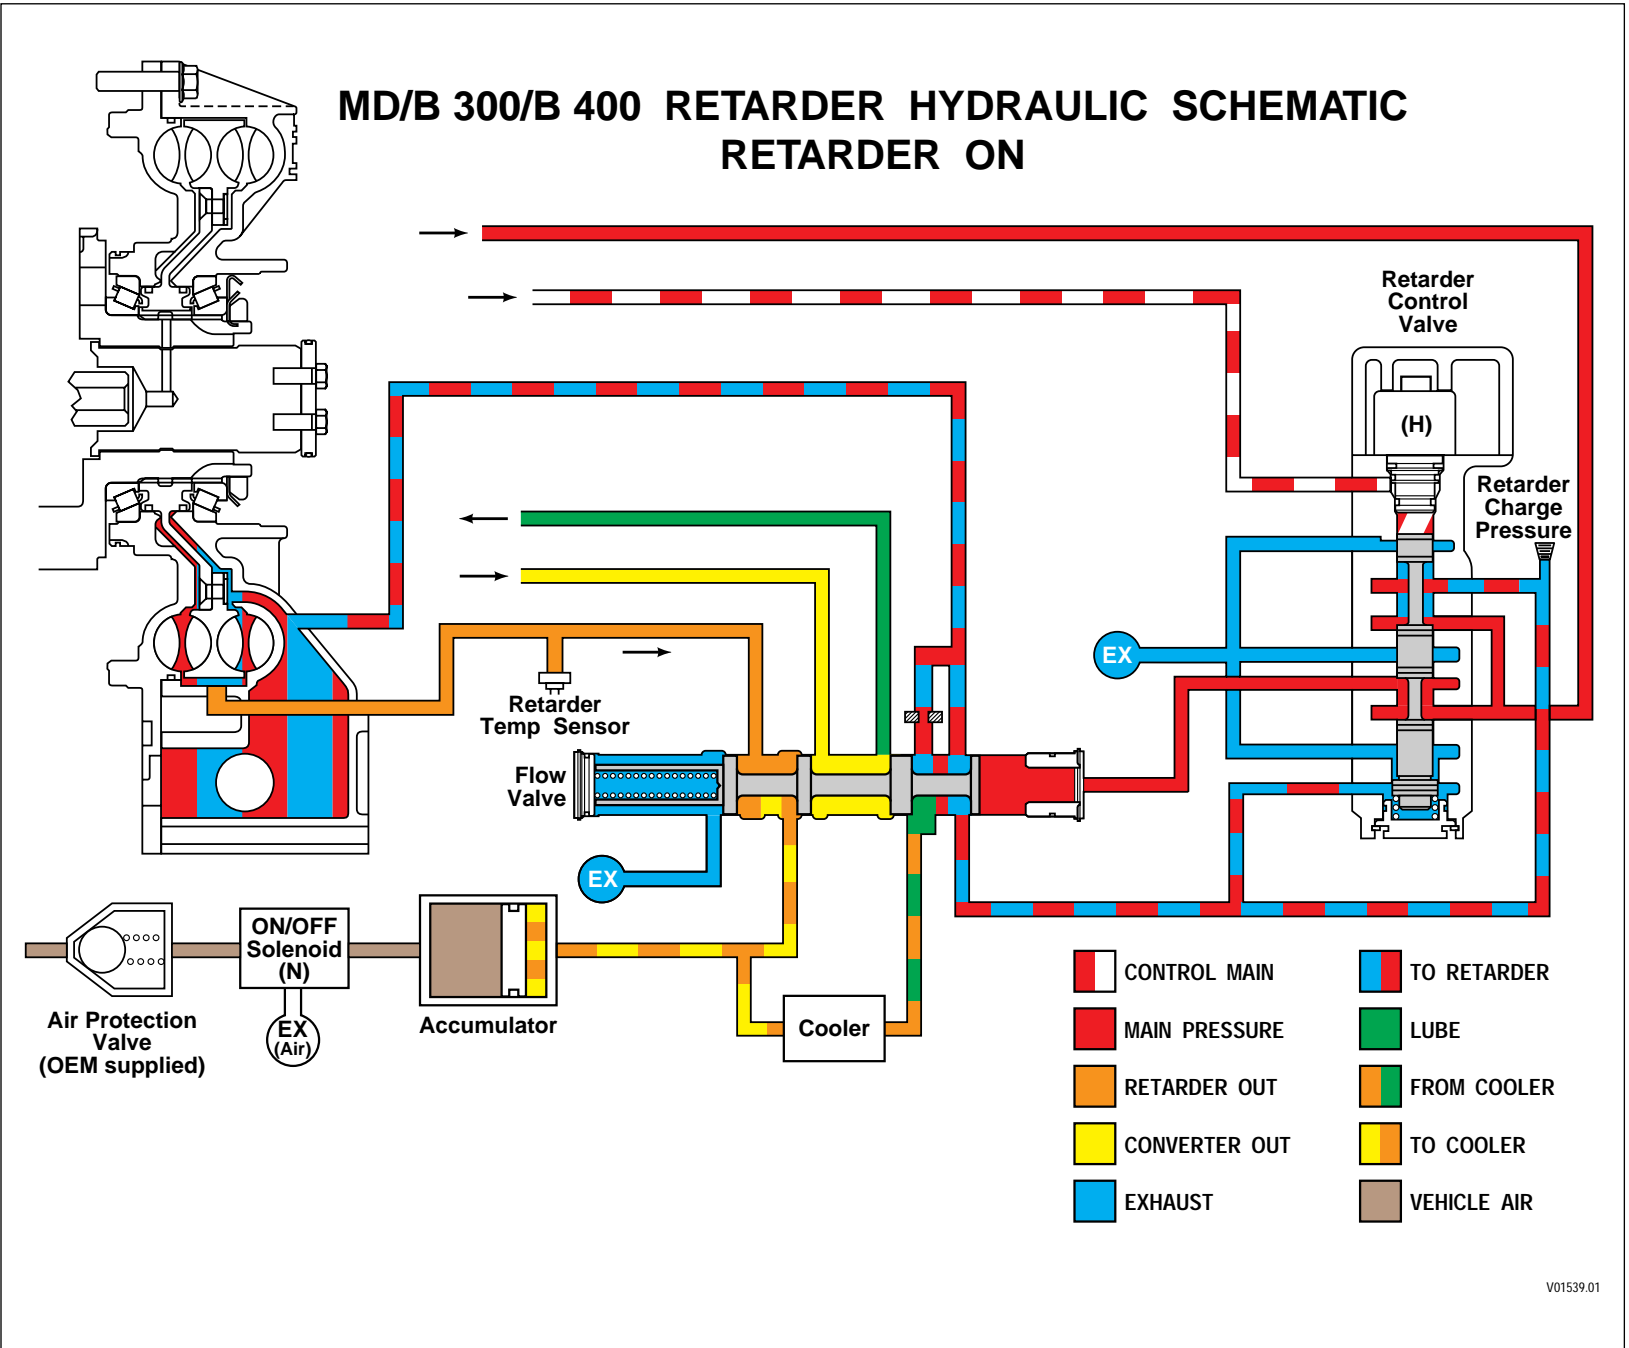 MD/B 300/B 400 RETARDER HYDRAULIC SCHEMATIC
RETARDER ON
Retarder
Control
Valve
(H)
Retarder
Charge
Pressure
EX
Retarder
Temp Sensor
Flow
Valve
EX
ON/OFF
Solenoid
(N)
EX
(Air)
Air Protection
Valve
(OEM supplied)
Accumulator
Cooler
CONTROL MAIN
MAIN PRESSURE
RETARDER OUT
CONVERTER OUT
EXHAUST
TO RETARDER
LUBE
FROM COOLER
TO COOLER
VEHICLE AIR
V01539.01